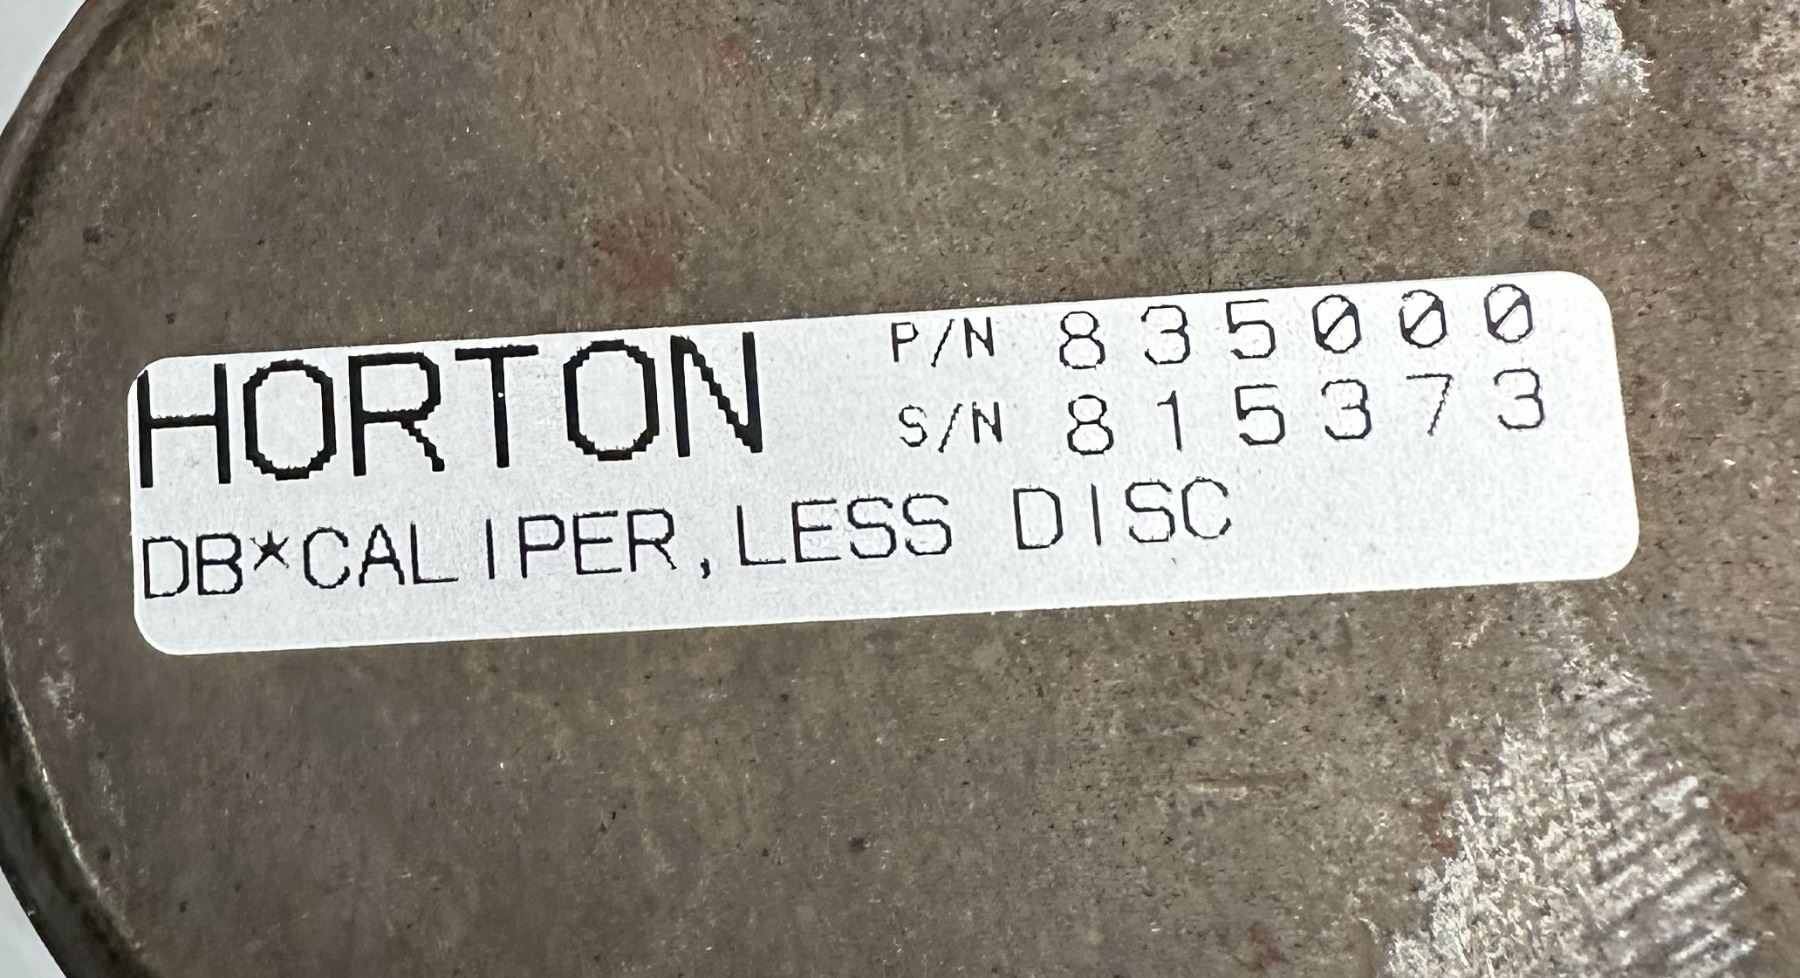 HORTON P/N 835000
S/N 815373
DB*CALIPER,LESS DISC